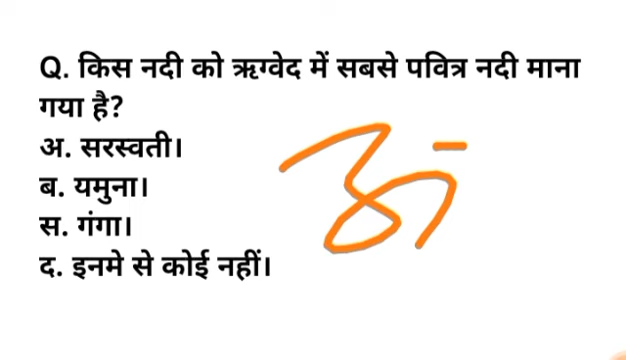 Q. किस नदी को ऋग्वेद में सबसे पवित्र नदी माना
गया है?
अ. सरस्वती।
ब. यमुना।
स. गंगा।
द. इनमे से कोई नहीं।
अ